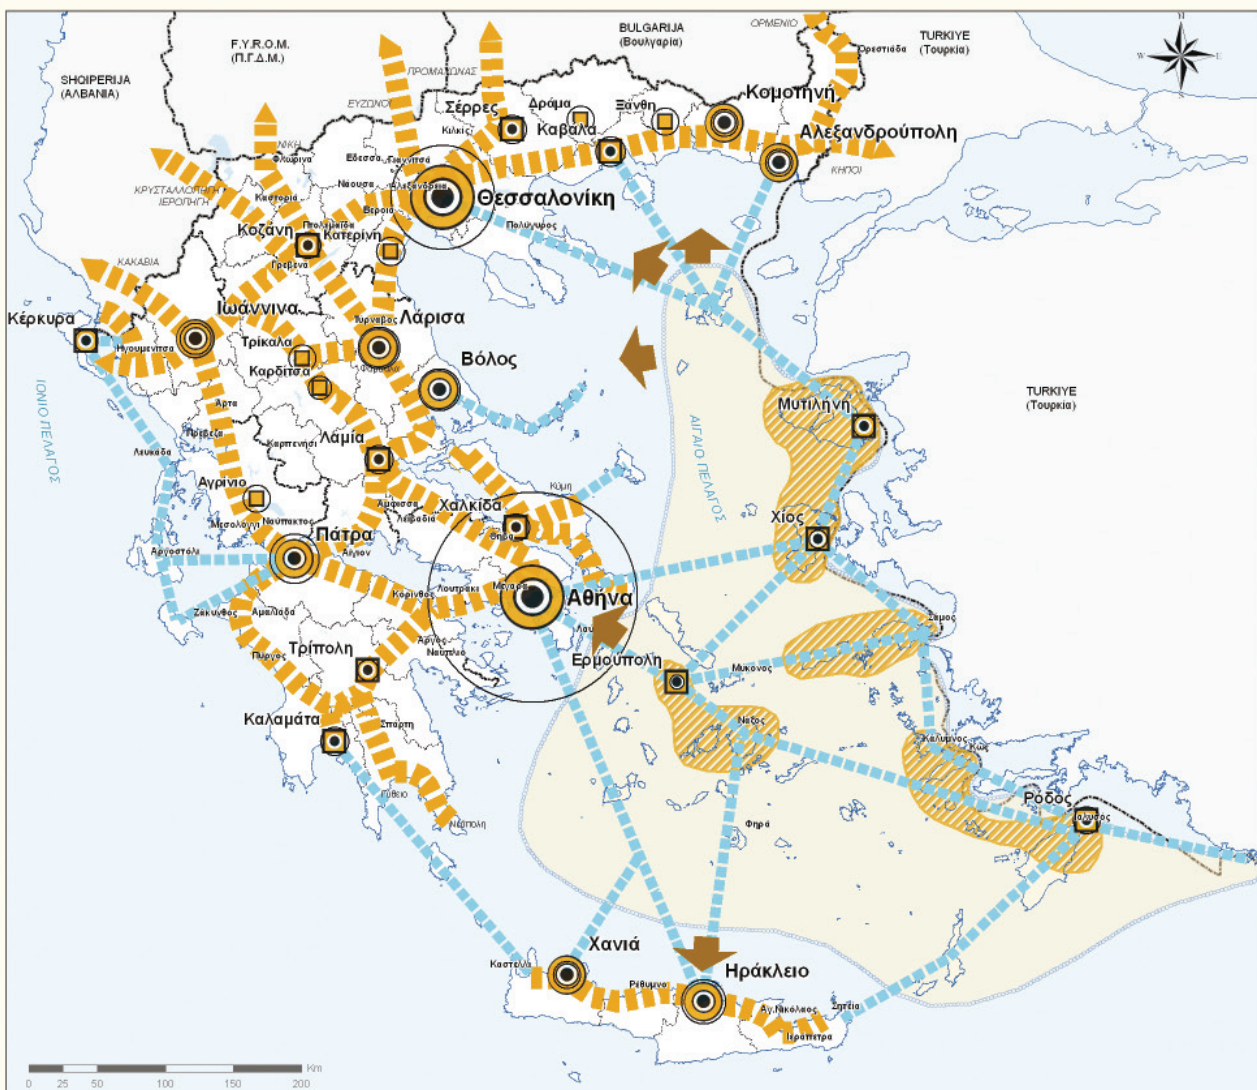 ΟΡΜΕΝΙΟ
N
W
E
S
BULGARIJA
(Βουλγαρία)
TURKIYE
(Τουρκία)
F.Y.R.O.M.
(Π.Γ.Δ.Μ.)
SHQIPERIJA
(ΑΛΒΑΝΙΑ)
Ορεστιάδα
ΠΡΟΜΑΧΩΝΑΣ
ΕΥΖΩΝΟΙ
Σέρρες
Δράμα
Ξάνθη
Κομοτηνή
Κιλκίς
Καβάλα
Αλεξανδρούπολη
ΝΙΚΗ
Φλώρινα
Έδεσσα
Γιαννιτσά
ΚΗΠΟΙ
ΚΡΥΣΤΑΛΛΟΠΗΓΗ
ΙΕΡΟΠΗΓΗ
Καστοριά
Νάουσα
Αλεξάνδρεια
Θεσσαλονίκη
Βέροια
Πολύγυρος
Πτολεμαΐδα
Κοζάνη
Κατερίνη
Γρεβενά
ΚΑΚΑΒΙΑ
Ιωάννινα
Κέρκυρα
Τύρναβος
Λάρισα
Ηγουμενίτσα
Τρίκαλα
Βόλος
Καρδίτσα
Φάρσαλα
ΙΟΝΙΟ ΠΕΛΑΓΟΣ
ΑΙΓΑΙΟ ΠΕΛΑΓΟΣ
TURKIYE
(Τουρκία)
Άρτα
Μυτιλήνη
Πρέβεζα
Λαμία
Καρπενήσι
Λευκάδα
Αγρίνιο
Κύμη
Άμφισσα
Χαλκίδα
Λειβαδιά
Χίος
Μεσολόγγι
Ναύπακτος
Θήβα
Πάτρα
Αίγιον
Αργοστόλι
Λουτράκι
Μέγαρα
Αθήνα
Κόρινθος
Ζάκυνθος
Αμαλιάδα
Σάμος
Λαυ
Άργος
Ναύπλιο
Τρίπολη
Πύργος
Ερμούπολη
Μύκονος
Καλαμάτα
Σπάρτη
Νάξος
Κάλυμνος
Κως
Γύθειο
Ρόδος
Ιαλυσός
Νεάπολη
Φηρά
Χανιά
Καστέλλι
Ηράκλειο
Ρέθυμνο
Αγ.Νικόλαος
Σητεία
Ιεράπετρα
Km
0 25 50 100 150 200